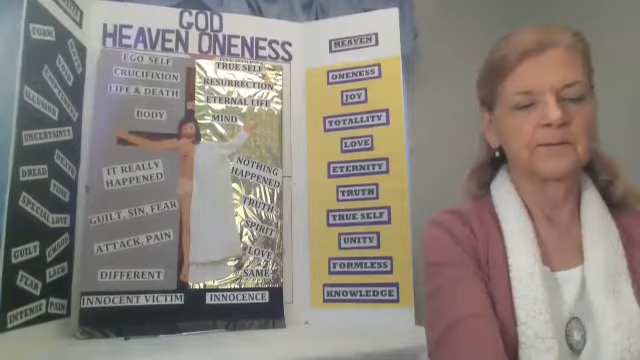 FORM
ILLUSION
UNCERTAINTY
DREAD
DEATH
TIME
SPECIAL LOVE
GUILT
CHAOS
FEAR
LACK
INTENSE PAIN
GOD
HEAVEN ONENESS
EGO SELF
CRUCIFIXION
LIFE & DEATH
BODY
IT REALLY
HAPPENED
GUILT, SIN, FEAR
ATTACK, PAIN
DIFFERENT
INNOCENT VICTIM
TRUE SELF
RESURRECTION
ETERNAL LIFE
MIND
NOTHING
HAPPENED
TRUTH
SPIRIT
LOVE
SAME
INNOCENCE
HEAVEN
ONENESS
JOY
TOTALLITY
LOVE
ETERNITY
TRUTH
TRUE SELF
UNITY
FORMLESS
KNOWLEDGE